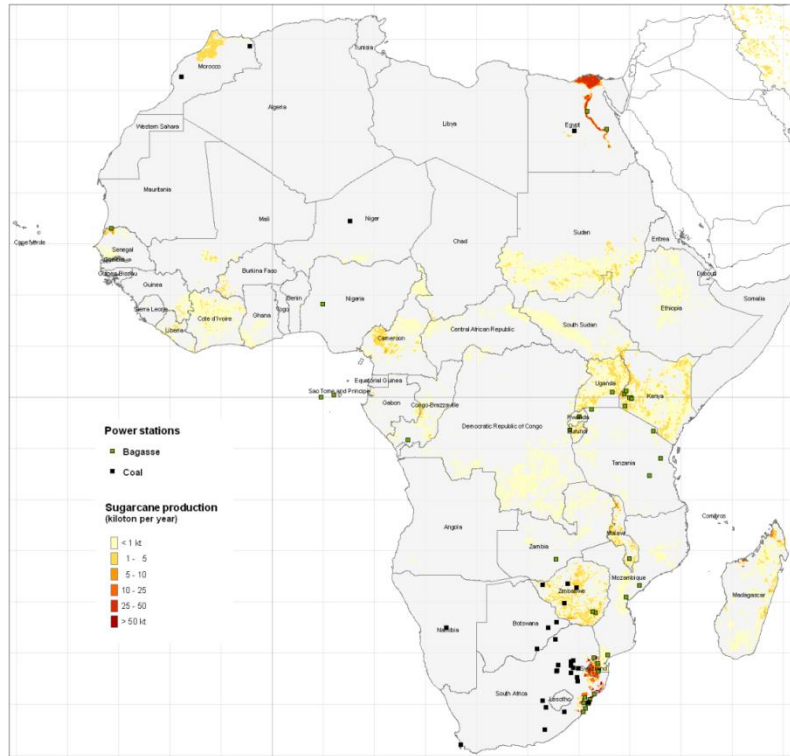 Tunisia
Morocco
Algeria
Libya
Egypt
Western Sahara
Mauritania
Mali
Niger
Chad
Sudan
Eritrea
Cape Verde
Senegal
Guinea-Bissau
Burkina Faso
Djibouti
Guinea
Benin
Nigeria
Somalia
Sierra Leone
Cote d'Ivoire
Ghana
Togo
Ethiopia
Liberia
Central African Republic
South Sudan
Cameroon
Equatorial Guinea
Uganda
Sao Tome and Principe
Gabon
Congo-Brazzaville
Kenya
Democratic Republic of Congo
Rwanda
Burundi
Power stations
Bagasse
Coal
Tanzania
Sugarcane production
(kiloton per year)
< 1 kt
1 - 5
5 - 10
10 - 25
25 - 50
> 50 kt
Angola
Comoros
Malawi
Zambia
Mozambique
Zimbabwe
Madagascar
Namibia
Botswana
South Africa
Lesotho